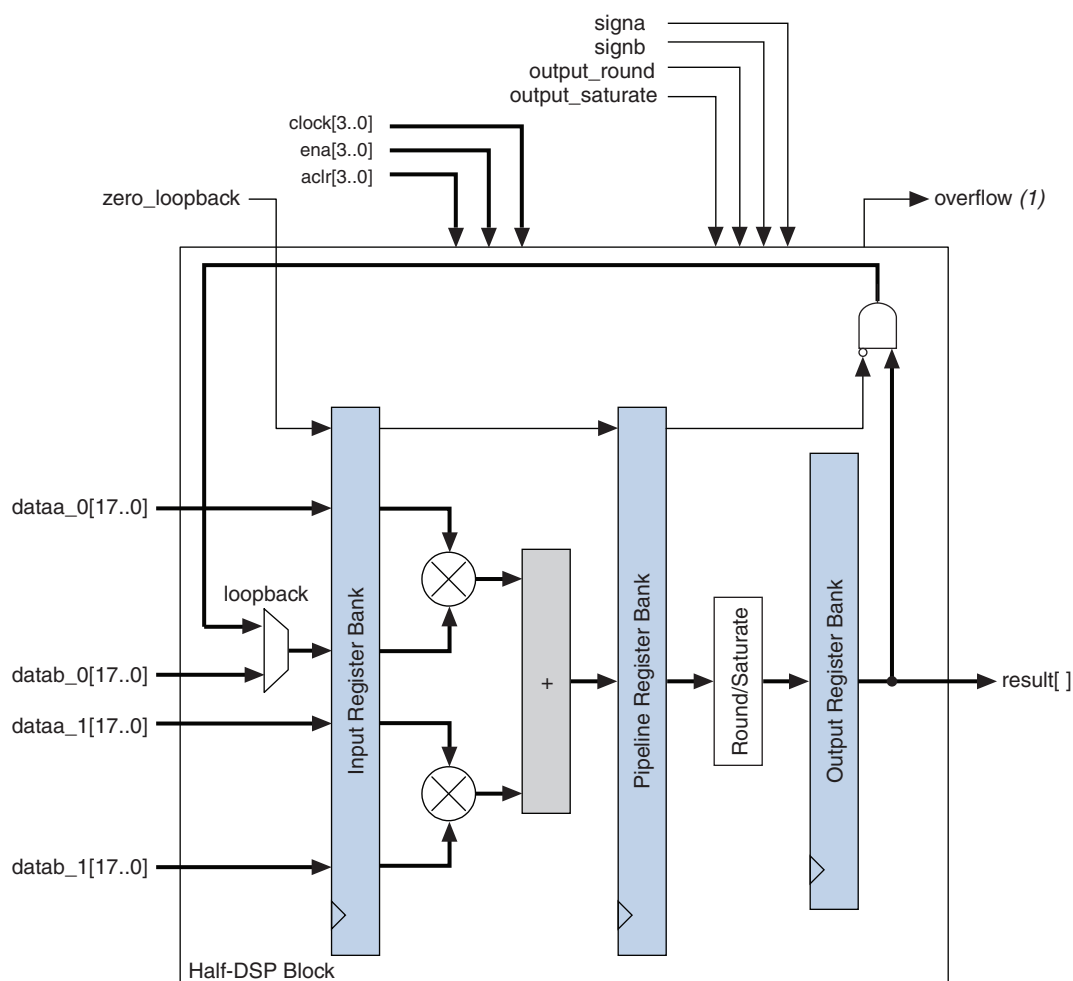 signa
signb
output_round
output_saturate
clock[3..0]
ena[3..0]
aclr[3..0]
zero_loopback
overflow (1)
dataa_0[17..0]
loopback
datab_0[17..0]
dataa_1[17..0]
datab_1[17..0]
Input Register Bank
+
Pipeline Register Bank
Round/Saturate
Output Register Bank
result[ ]
Half-DSP Block